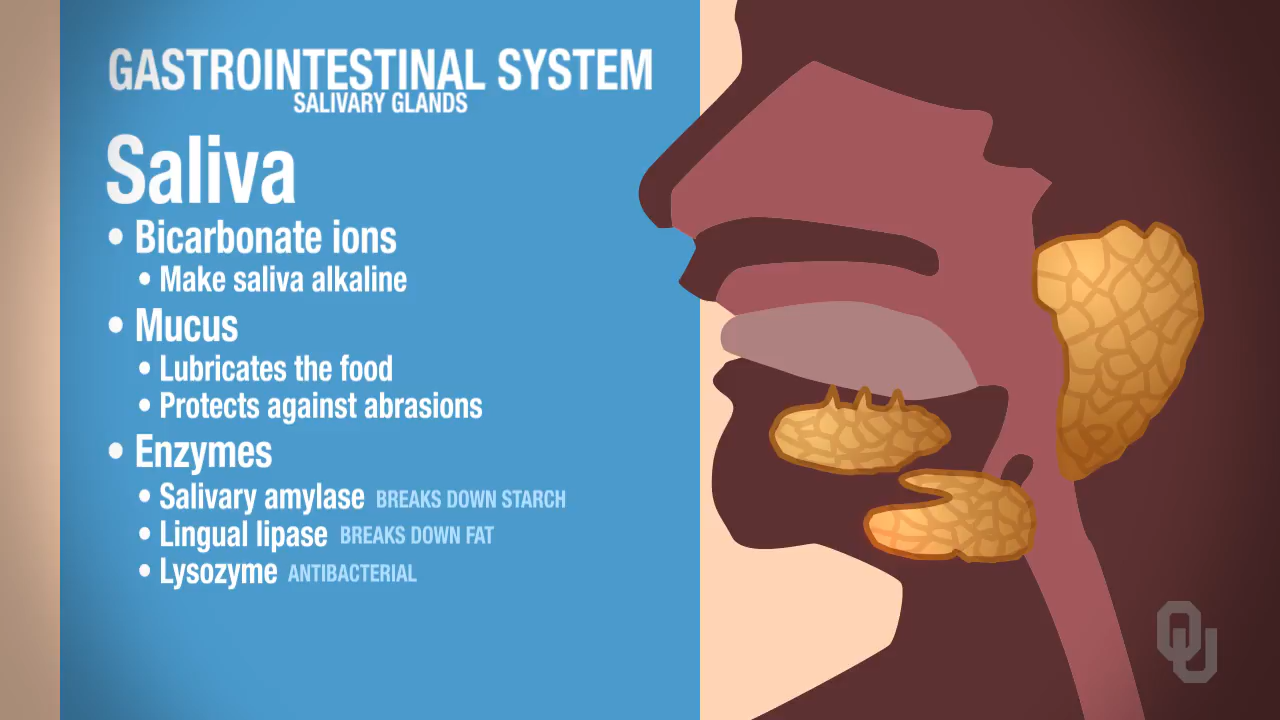 GASTROINTESTINAL SYSTEM
SALIVARY GLANDS
Saliva
• Bicarbonate ions
• Make saliva alkaline
• Mucus
• Lubricates the food
• Protects against abrasions
• Enzymes
• Salivary amylase BREAKS DOWN STARCH
• Lingual lipase BREAKS DOWN FAT
• Lysozyme ANTIBACTERIAL
OU